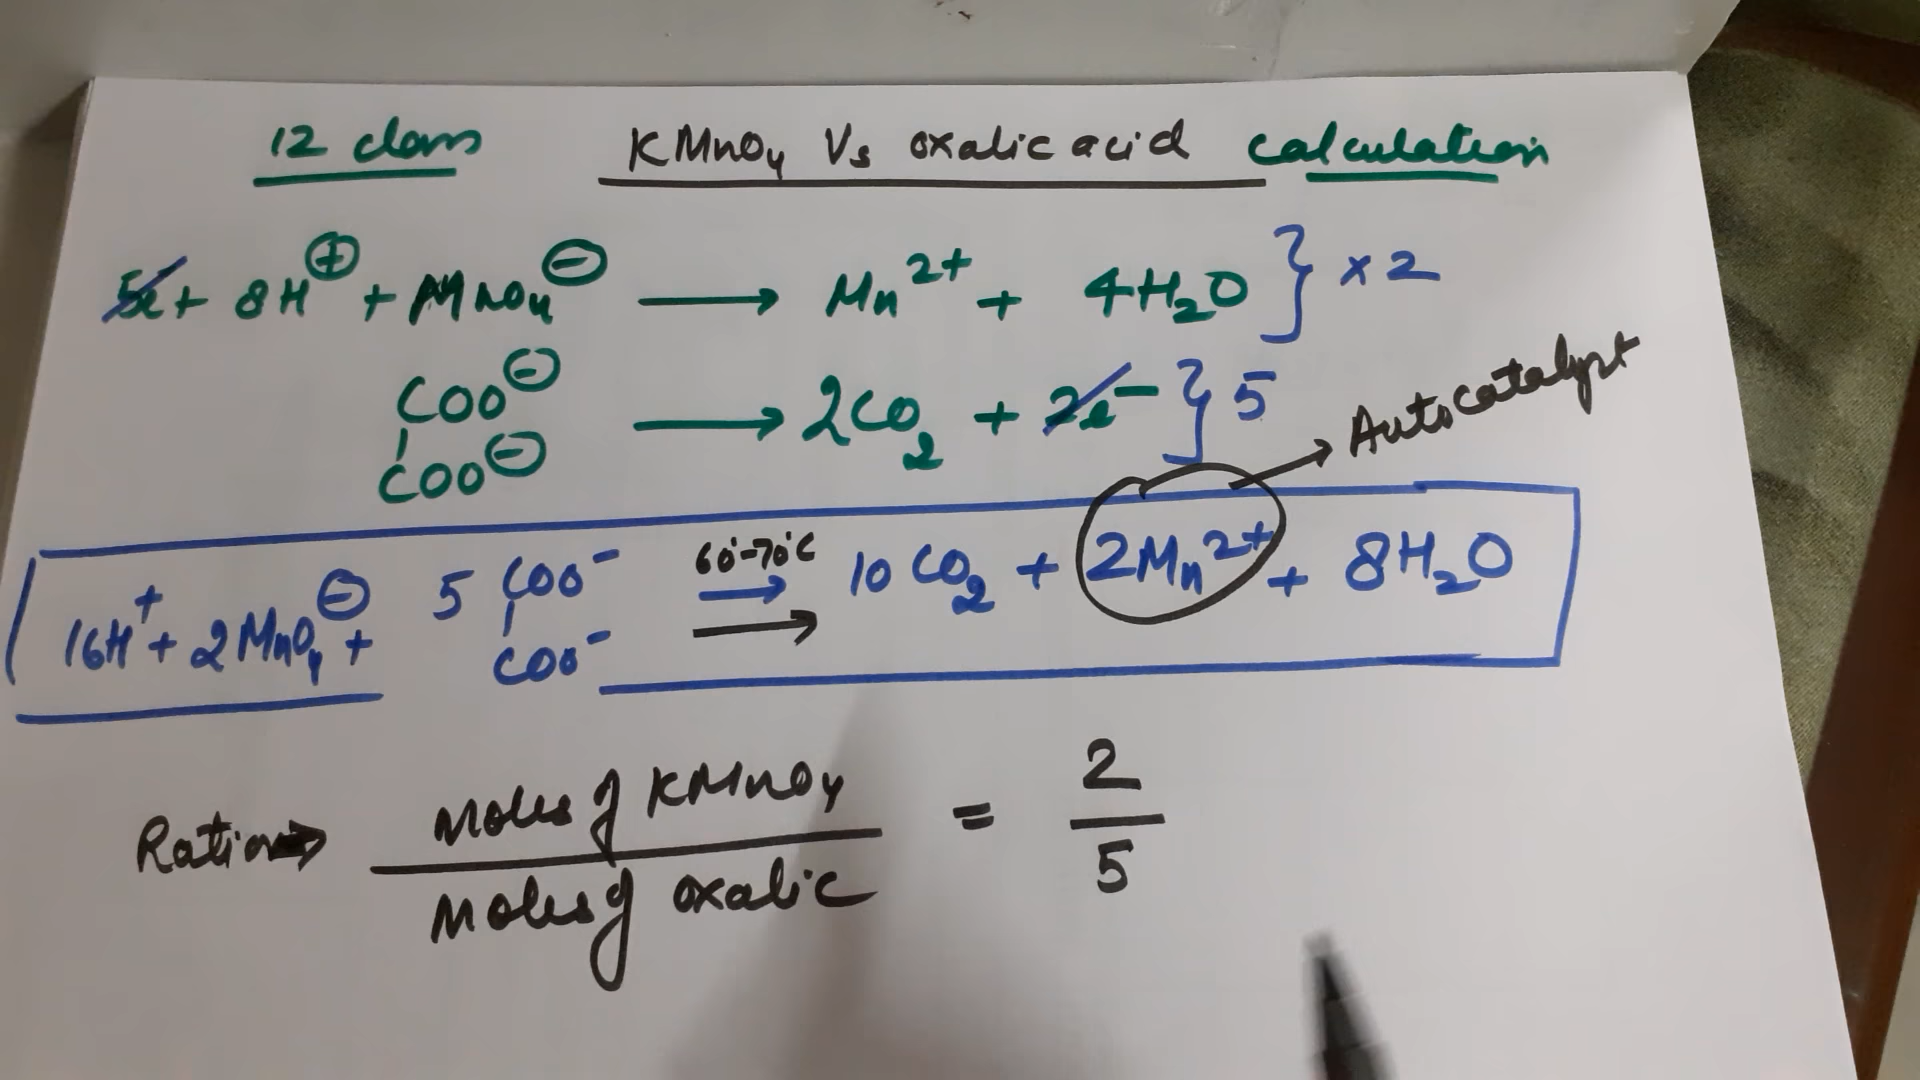 12 class KMnO4 Vs oxalic acid calculation
5e + 8H⊕ + MnO4⊖ ⟶ Mn2+ + 4H2O } × 2
COO⊖
COO⊖ ⟶ 2CO2 + 2e– } 5
Autocatalyst
60°–70°C
16H+ + 2MnO4⊖ + 5 COO– COO– → 10 CO2 + 2Mn2+ + 8H2O
Ratio → moles of KMnO4 / moles of oxalic = 2 / 5